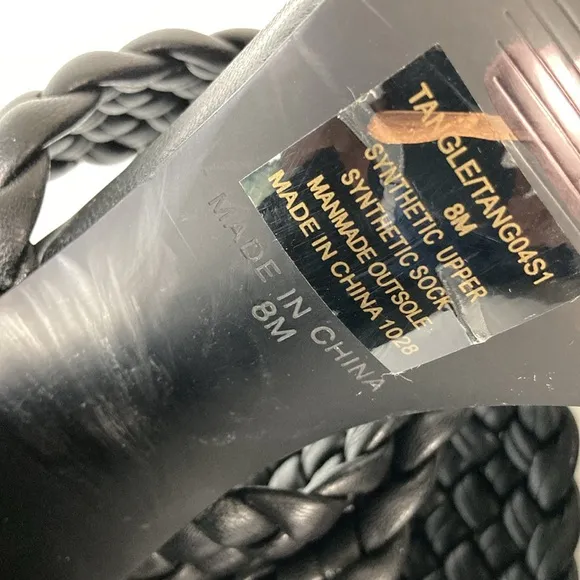 TANGLE/TANG04S1
8M
SYNTHETIC UPPER
SYNTHETIC SOCK
MANMADE OUTSOLE
MADE IN CHINA 1028
MADE IN CHINA
8M